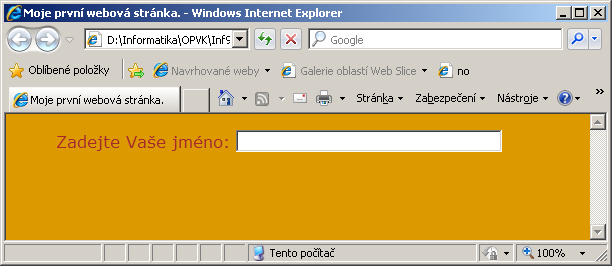 Moje první webová stránka. - Windows Internet Explorer
D:\Informatika\OPVK\Inf9 Google
Oblíbené položky Navrhované weby Galerie oblastí Web Slice no
Moje první webová stránka. Stránka Zabezpečení Nástroje »
Zadejte Vaše jméno:
Tento počítač 100%